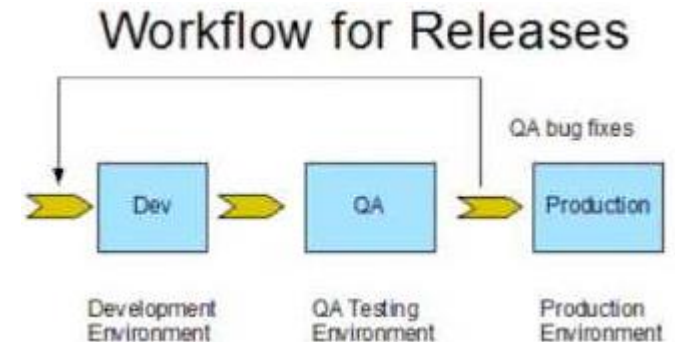 Workflow for Releases
QA bug fixes
Dev
QA
Production
Development
Environment
QA Testing
Environment
Production
Environment